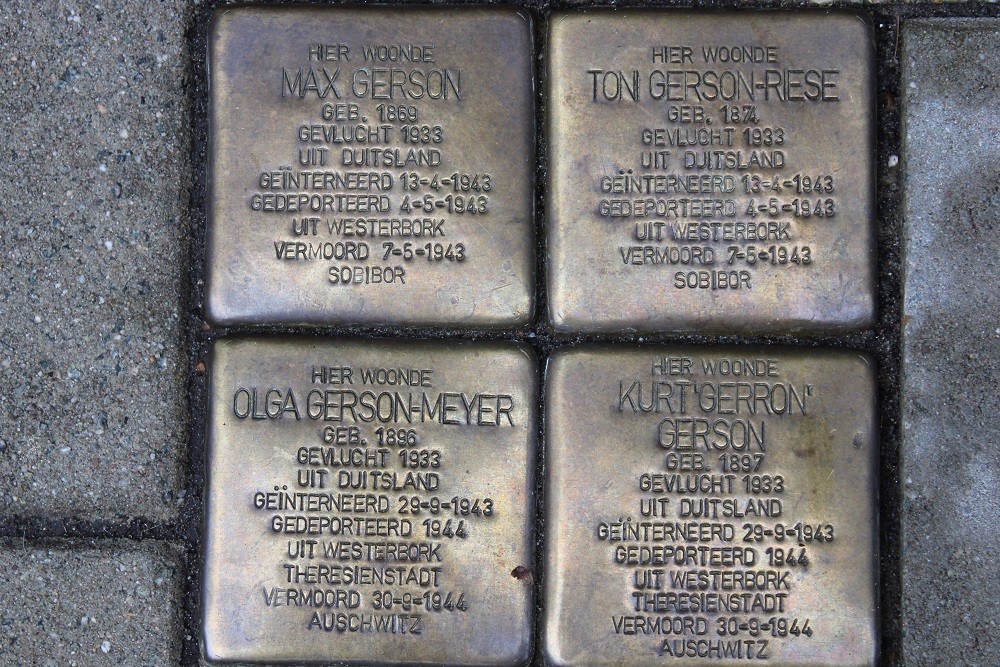 HIER WOONDE
MAX GERSON
GEB. 1869
GEVLUCHT 1933
UIT DUITSLAND
GEÏNTERNEERD 13-4-1943
GEDEPORTEERD 4-5-1943
UIT WESTERBORK
VERMOORD 7-5-1943
SOBIBOR
HIER WOONDE
TONI GERSON-RIESE
GEB. 1874
GEVLUCHT 1933
UIT DUITSLAND
GEÏNTERNEERD 13-4-1943
GEDEPORTEERD 4-5-1943
UIT WESTERBORK
VERMOORD 7-5-1943
SOBIBOR
HIER WOONDE
OLGA GERSON-MEYER
GEB. 1896
GEVLUCHT 1933
UIT DUITSLAND
GEÏNTERNEERD 29-9-1943
GEDEPORTEERD 1944
UIT WESTERBORK
THERESIENSTADT
VERMOORD 30-9-1944
AUSCHWITZ
HIER WOONDE
KURT 'GERRON'
GERSON
GEB. 1897
GEVLUCHT 1933
UIT DUITSLAND
GEÏNTERNEERD 29-9-1943
GEDEPORTEERD 1944
UIT WESTERBORK
THERESIENSTADT
VERMOORD 30-9-1944
AUSCHWITZ